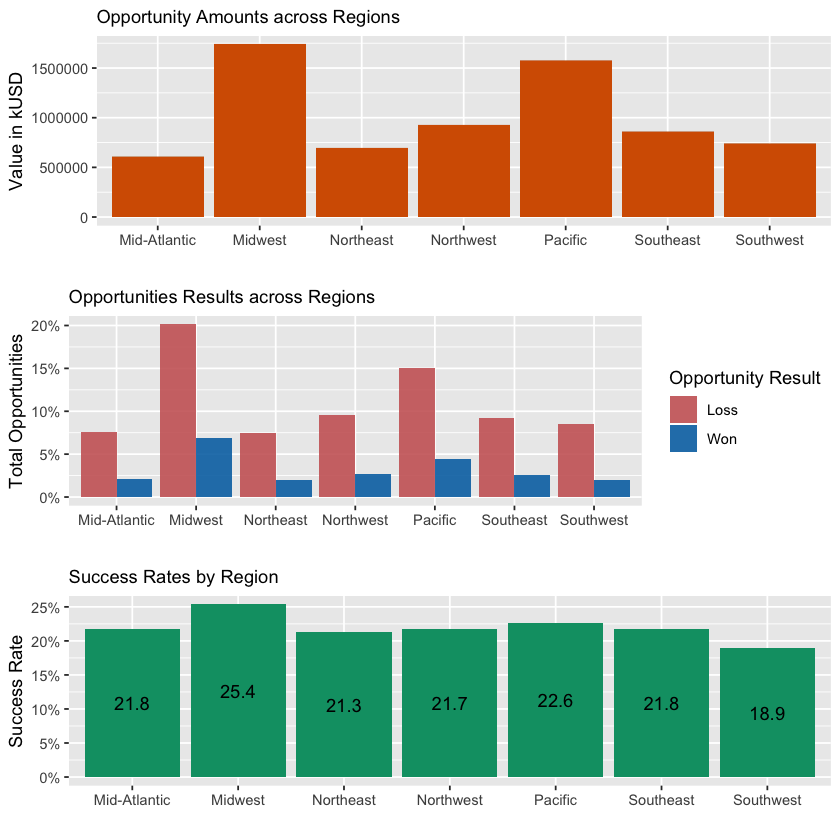 Opportunity Amounts across Regions
Value in kUSD
1500000
1000000
500000
0
Mid-Atlantic Midwest Northeast Northwest Pacific Southeast Southwest
Opportunities Results across Regions
Total Opportunities
20%
15%
10%
5%
0%
Mid-Atlantic Midwest Northeast Northwest Pacific Southeast Southwest
Opportunity Result
Loss
Won
Success Rates by Region
Success Rate
25%
20%
15%
10%
5%
0%
21.8 25.4 21.3 21.7 22.6 21.8 18.9
Mid-Atlantic Midwest Northeast Northwest Pacific Southeast Southwest